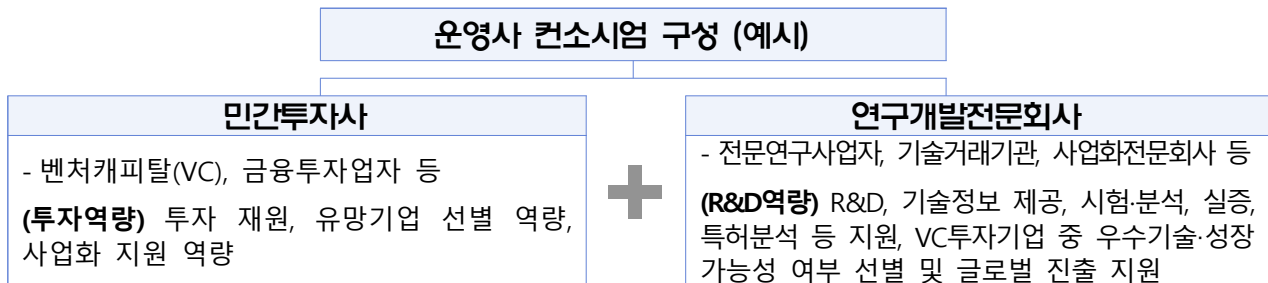 운영사 컨소시엄 구성 (예시)
민간투자사
- 벤처캐피탈(VC), 금융투자업자 등
(투자역량) 투자 재원, 유망기업 선별 역량,
사업화 지원 역량
연구개발전문회사
- 전문연구사업자, 기술거래기관, 사업화전문회사 등
(R&D역량) R&D, 기술정보 제공, 시험·분석, 실증,
특허분석 등 지원, VC투자기업 중 우수기술·성장
가능성 여부 선별 및 글로벌 진출 지원